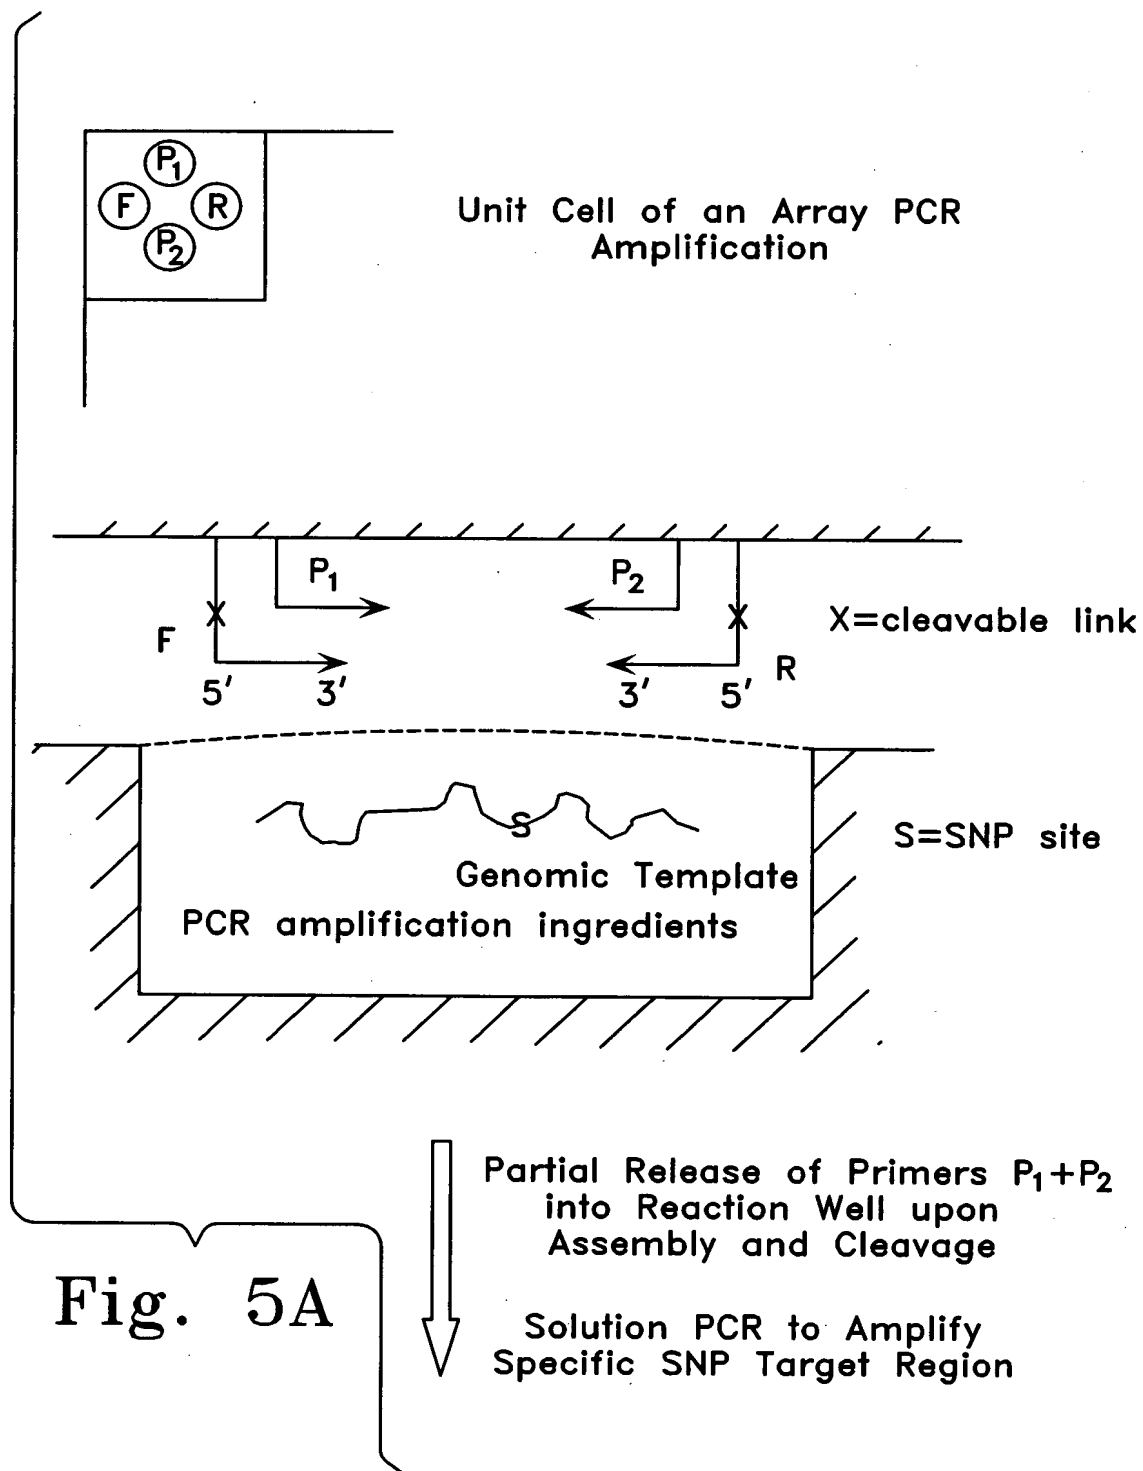 P1
F R
P2
Unit Cell of an Array PCR
Amplification
P1 P2
X X
X=cleavable link
F R
5' 3' 3' 5'
S
S=SNP site
Genomic Template
PCR amplification ingredients
Partial Release of Primers P1+P2
into Reaction Well upon
Assembly and Cleavage
Solution PCR to Amplify
Specific SNP Target Region
Fig. 5A